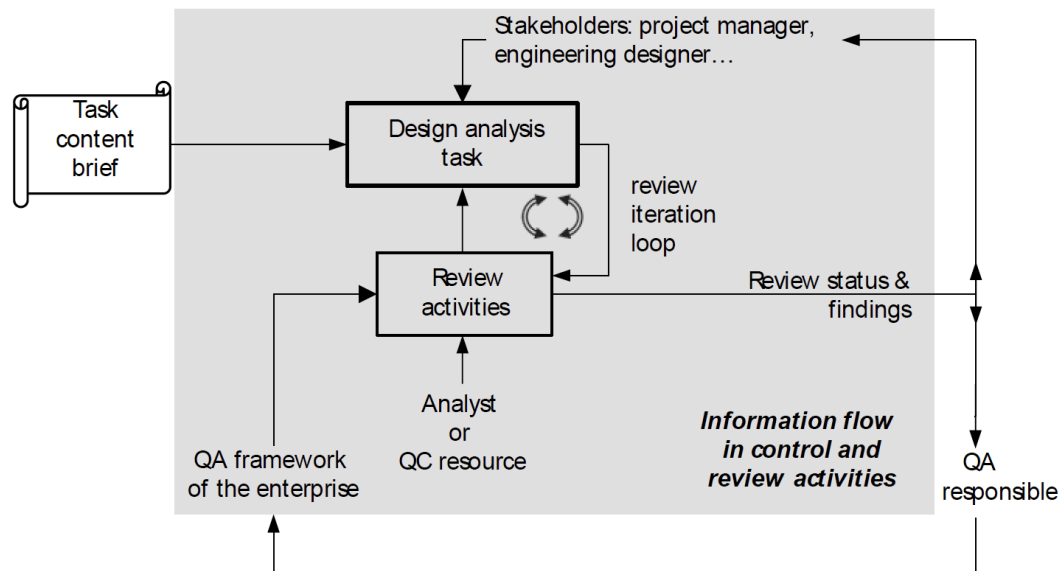 Stakeholders: project manager,
engineering designer…
Task
content
brief
Design analysis
task
review
iteration
loop
Review
activities
Review status &
findings
Analyst
or
QC resource
QA framework
of the enterprise
Information flow
in control and
review activities
QA
responsible